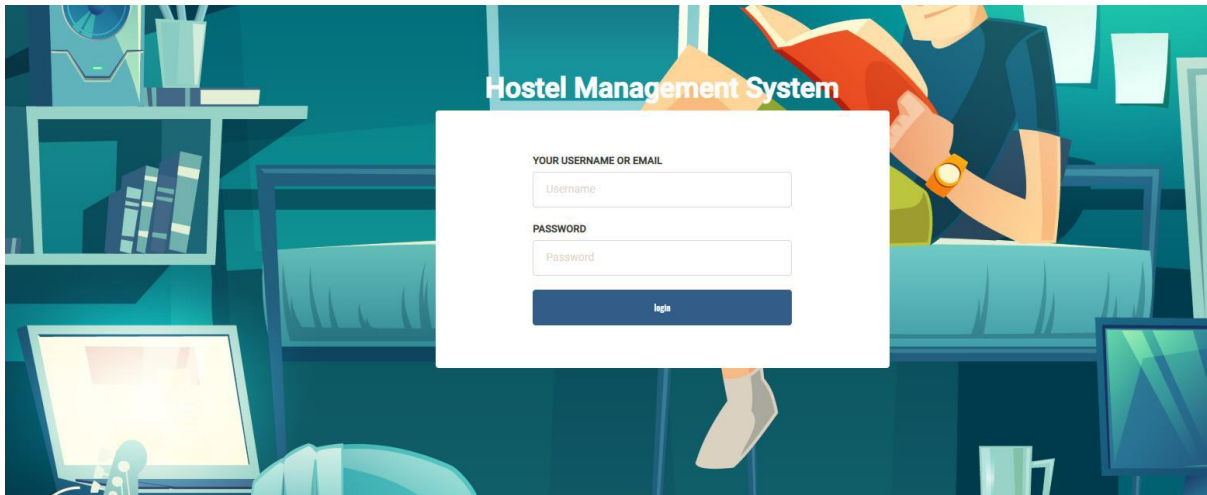 Hostel Management System
YOUR USERNAME OR EMAIL
Username
PASSWORD
Password
login